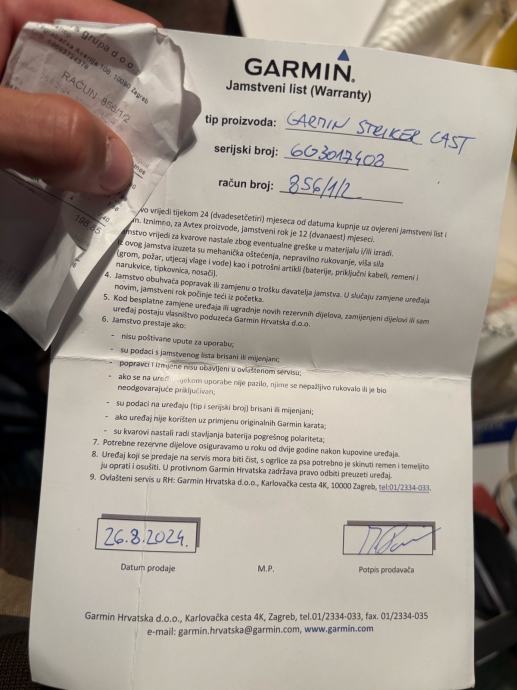 grupa d.o.o.
10090 Zagreb
RAČUN 856/1/2
198,85
GARMIN.
Jamstveni list (Warranty)
tip proizvoda: GARMIN STRIKER CAST
serijski broj: 603017408
račun broj: 856/1/2
vo vrijedi tijekom 24 (dvadesetčetiri) mjeseca od datuma kupnje uz ovjereni jamstveni list i
n. Iznimno, za Avtex proizvode, jamstveni rok je 12 (dvanaest) mjeseci.
mstvo vrijedi za kvarove nastale zbog eventualne greške u materijalu i/ili izradi.
z ovog jamstva izuzeta su mehanička oštećenja, nepravilno rukovanje, viša sila
(grom, požar, utjecaj vlage i vode) kao i potrošni artikli (baterije, priključni kabeli, remeni i
narukvice, tipkovnica, nosači).
4. Jamstvo obuhvaća popravak ili zamjenu o trošku davatelja jamstva. U slučaju zamjene uređaja
novim, jamstveni rok počinje teći iz početka.
5. Kod besplatne zamjene uređaja ili ugradnje novih rezervnih dijelova, zamijenjeni dijelovi ili sam
uređaj postaju vlasništvo poduzeća Garmin Hrvatska d.o.o.
6. Jamstvo prestaje ako:
- nisu poštivane upute za uporabu;
- su podaci s jamstvenog lista brisani ili mijenjani;
- popravci i izmjene nisu obavljeni u ovlaštenom servisu;
- ako se na uređ tijekom uporabe nije pazilo, njime se nepažljivo rukovalo ili je bio
neodgovarajuće priključivan;
- su podaci na uređaju (tip i serijski broj) brisani ili mijenjani;
- ako uređaj nije korišten uz primjenu originalnih Garmin karata;
- su kvarovi nastali radi stavljanja baterija pogrešnog polariteta;
7. Potrebne rezervne dijelove osiguravamo u roku od dvije godine nakon kupovine uređaja.
8. Uređaj koji se predaje na servis mora biti čist, s ogrlice za psa potrebno je skinuti remen i temeljito
ju oprati i osušiti. U protivnom Garmin Hrvatska zadržava pravo odbiti preuzeti uređaj.
9. Ovlašteni servis u RH: Garmin Hrvatska d.o.o., Karlovačka cesta 4K, 10000 Zagreb, tel:01/2334-033.
26.8.2024.
Datum prodaje
M.P.
Potpis prodavača
Garmin Hrvatska d.o.o., Karlovačka cesta 4K, Zagreb, tel.01/2334-033, fax. 01/2334-035
e-mail: garmin.hrvatska@garmin.com, www.garmin.com